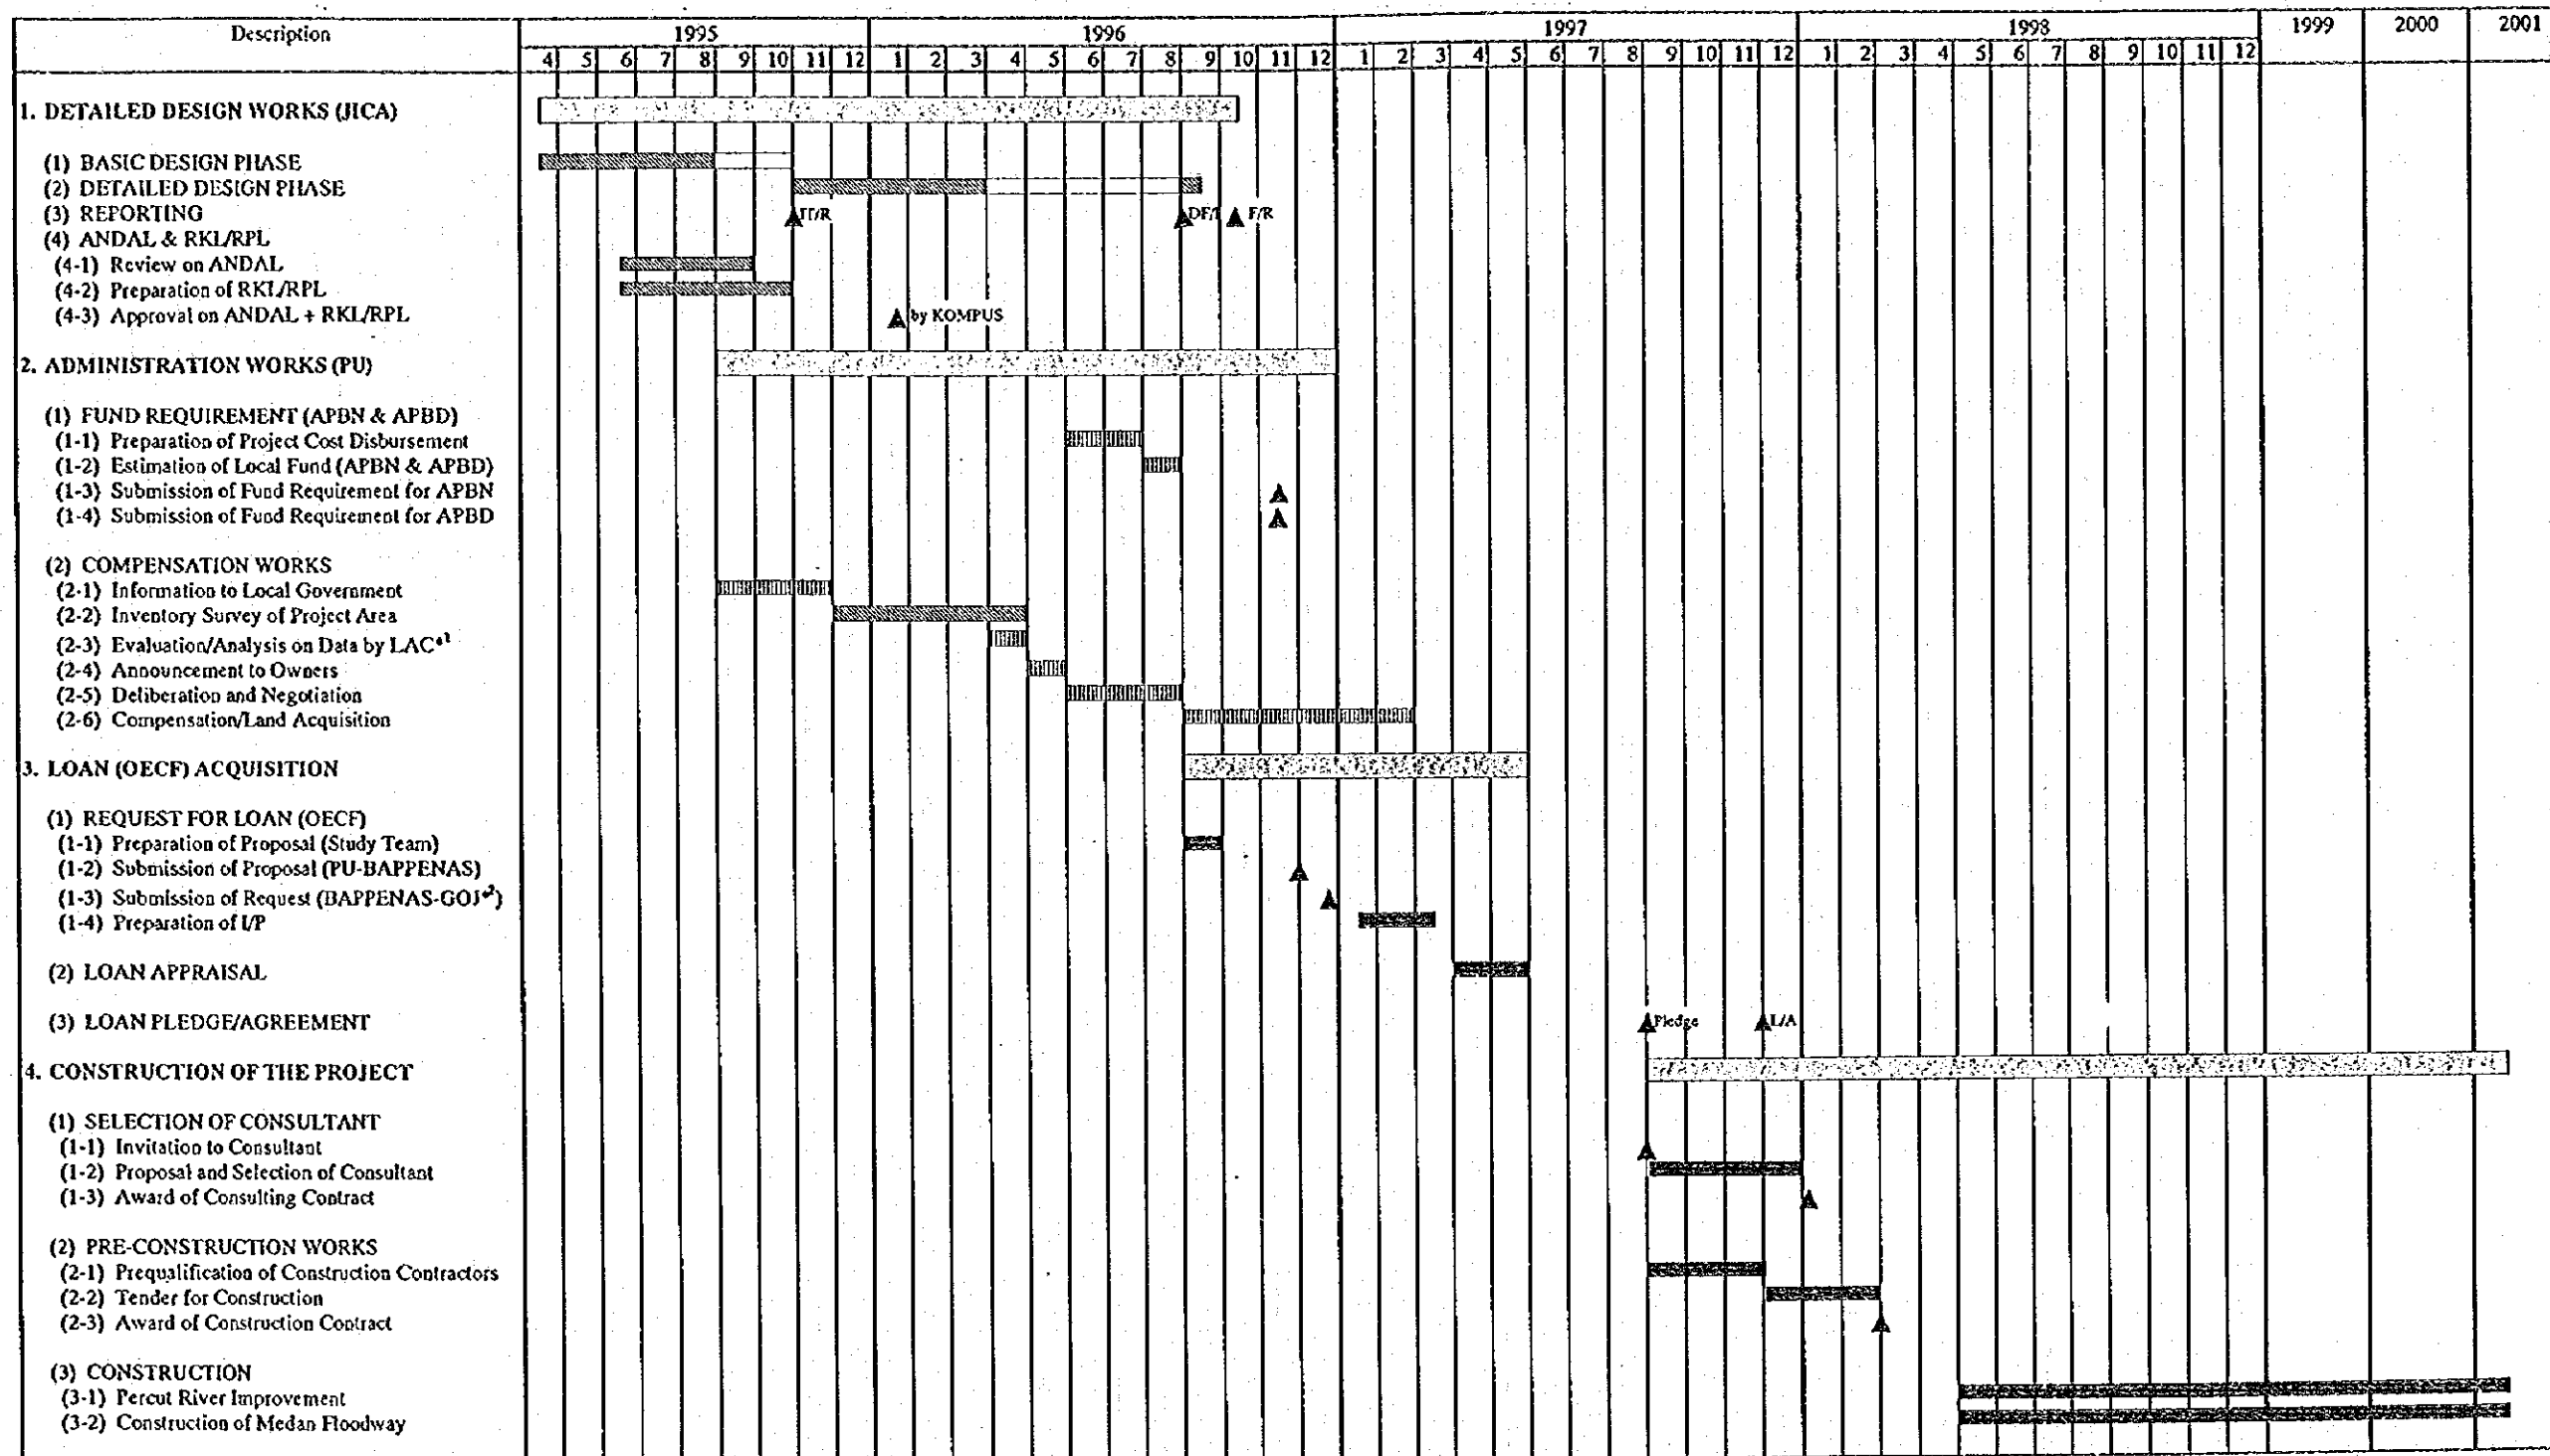 Description 1995 1996 1997 1998 1999 2000 2001
4 5 6 7 8 9 10 11 12 1 2 3 4 5 6 7 8 9 10 11 12 1 2 3 4 5 6 7 8 9 10 11 12 1 2 3 4 5 6 7 8 9 10 11 12
1. DETAILED DESIGN WORKS (JICA)
(1) BASIC DESIGN PHASE
(2) DETAILED DESIGN PHASE
(3) REPORTING F/R
(4) ANDAL & RKL/RPL
(4-1) Review on ANDAL
(4-2) Preparation of RKL/RPL
(4-3) Approval on ANDAL + RKL/RPL by KOMPUS
2. ADMINISTRATION WORKS (PU)
(1) FUND REQUIREMENT (APBN & APBD)
(1-1) Preparation of Project Cost Disbursement
(1-2) Estimation of Local Fund (APBN & APBD)
(1-3) Submission of Fund Requirement for APBN
(1-4) Submission of Fund Requirement for APBD
(2) COMPENSATION WORKS
(2-1) Information to Local Government
(2-2) Inventory Survey of Project Area
(2-3) Evaluation/Analysis on Data by LAC*1
(2-4) Announcement to Owners
(2-5) Deliberation and Negotiation
(2-6) Compensation/Land Acquisition
3. LOAN (OECF) ACQUISITION
(1) REQUEST FOR LOAN (OECF)
(1-1) Preparation of Proposal (Study Team)
(1-2) Submission of Proposal (PU-BAPPENAS)
(1-3) Submission of Request (BAPPENAS-GOJ*2)
(1-4) Preparation of I/P
(2) LOAN APPRAISAL
(3) LOAN PLEDGE/AGREEMENT Pledge L/A
4. CONSTRUCTION OF THE PROJECT
(1) SELECTION OF CONSULTANT
(1-1) Invitation to Consultant
(1-2) Proposal and Selection of Consultant
(1-3) Award of Consulting Contract
(2) PRE-CONSTRUCTION WORKS
(2-1) Prequalification of Construction Contractors
(2-2) Tender for Construction
(2-3) Award of Construction Contract
(3) CONSTRUCTION
(3-1) Percut River Improvement
(3-2) Construction of Medan Floodway